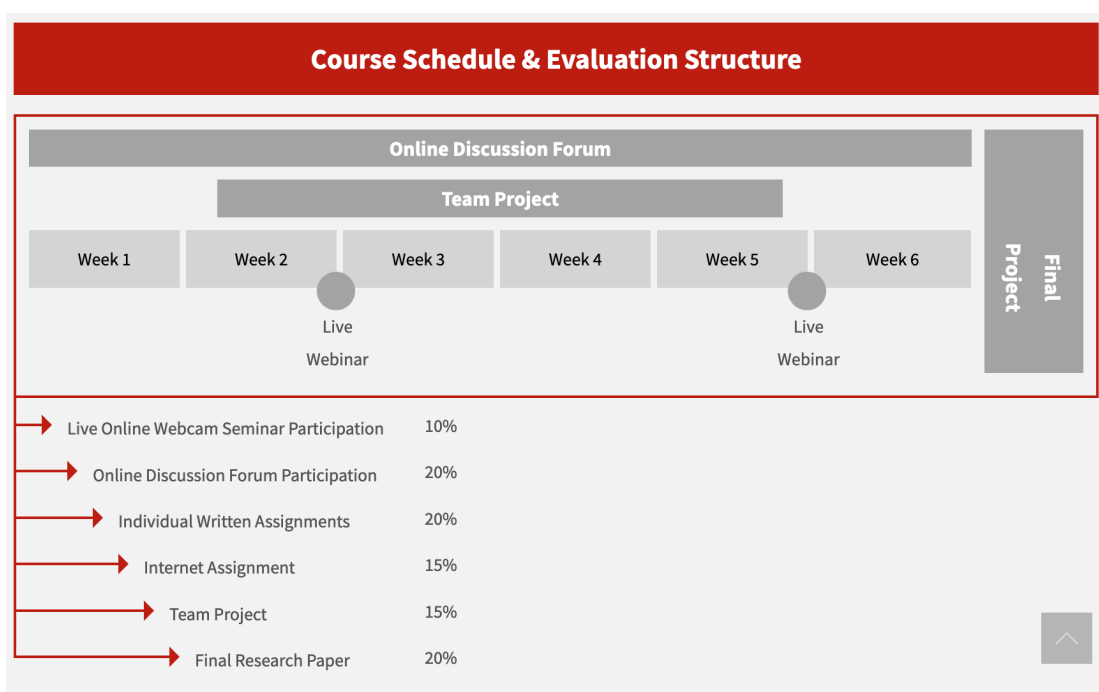 Course Schedule & Evaluation Structure
Online Discussion Forum
Team Project
Week 1
Week 2
Week 3
Week 4
Week 5
Week 6
Final
Project
Live
Webinar
Live
Webinar
Live Online Webcam Seminar Participation 10%
Online Discussion Forum Participation 20%
Individual Written Assignments 20%
Internet Assignment 15%
Team Project 15%
Final Research Paper 20%